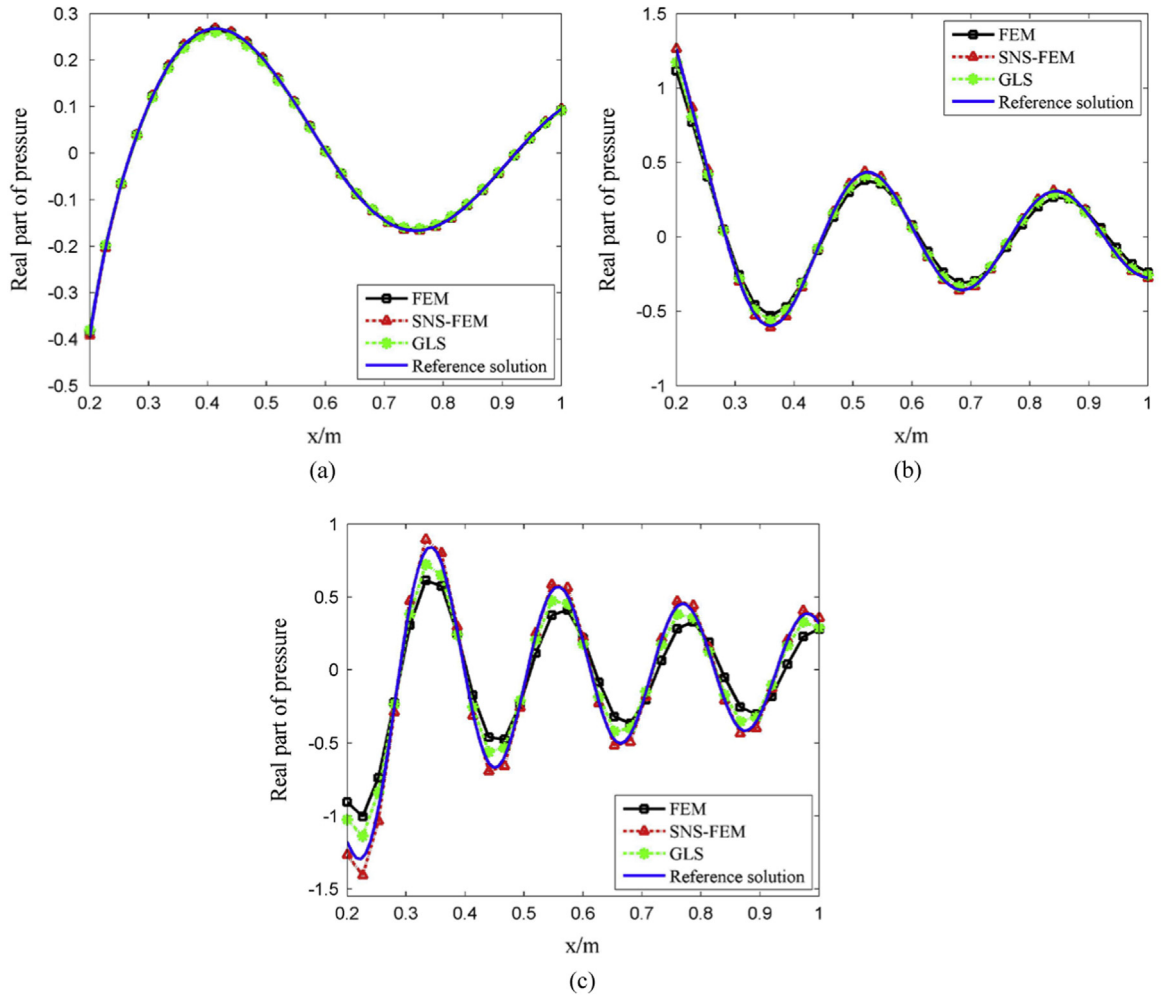 0.3
0.2
0.1
0
-0.1
-0.2
0.3
-0.4
-0.5
Real part of pressure
FEM
SNS-FEM
GLS
Reference solution
0.2 0.3 0.4 0.5 0.6 0.7 0.8 0.9 1
x/m
(a)
1.5
1
0.5
0
-0.5
-1
Real part of pressure
FEM
SNS-FEM
GLS
Reference solution
0.2 0.3 0.4 0.5 0.6 0.7 0.8 0.9 1
x/m
(b)
1
0.5
0
-0.5
-1
-1.5
Real part of pressure
FEM
SNS-FEM
GLS
Reference solution
0.2 0.3 0.4 0.5 0.6 0.7 0.8 0.9 1
x/m
(c)